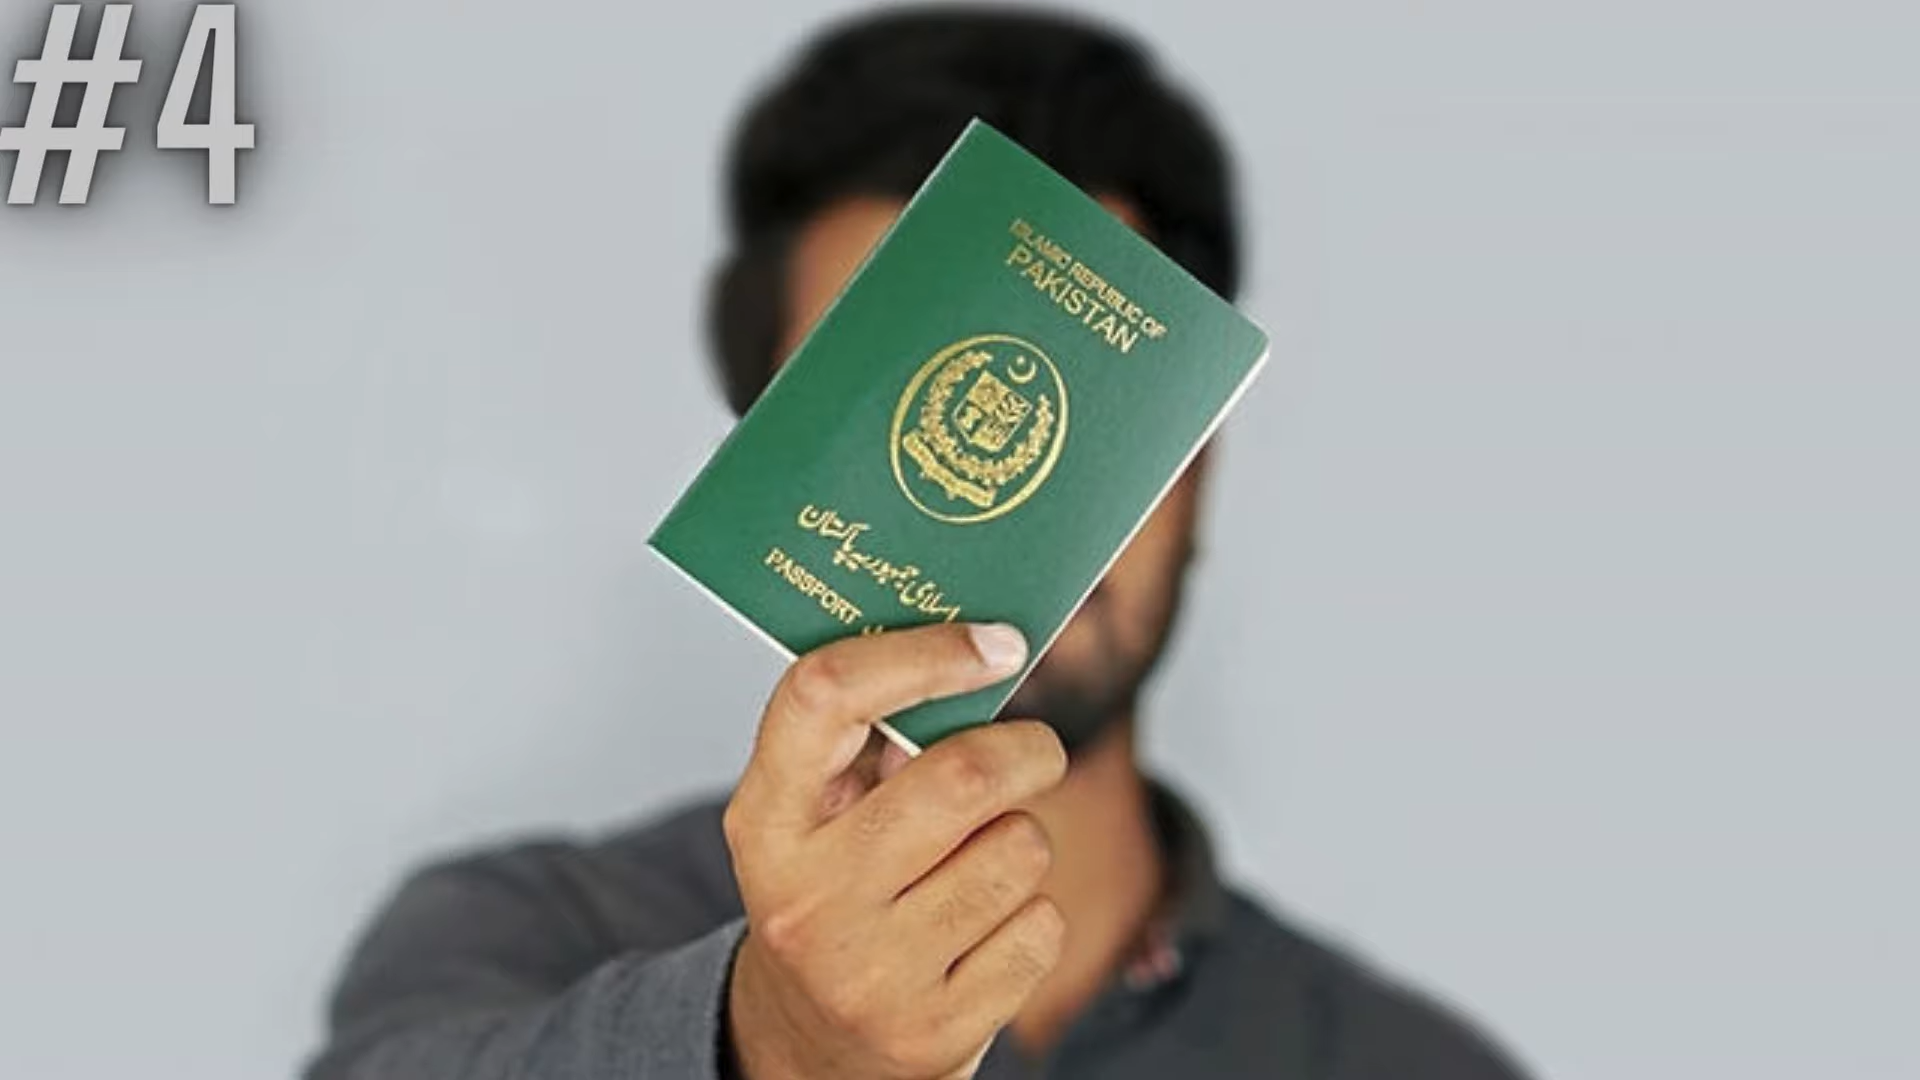 #4
ISLAMIC REPUBLIC OF
PAKISTAN
اسلامی جمہوریہ پاکستان
PASSPORT